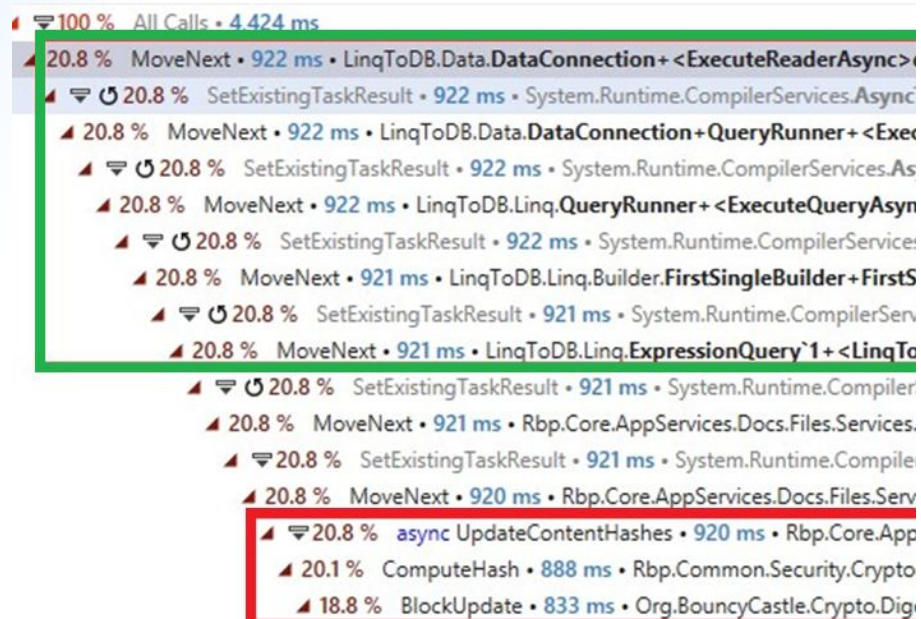 100 % All Calls • 4.424 ms
20.8 % MoveNext • 922 ms • LinqToDB.Data.DataConnection+<ExecuteReaderAsync>
20.8 % SetExistingTaskResult • 922 ms • System.Runtime.CompilerServices.Async
20.8 % MoveNext • 922 ms • LinqToDB.Data.DataConnection+QueryRunner+<Exec
20.8 % SetExistingTaskResult • 922 ms • System.Runtime.CompilerServices.As
20.8 % MoveNext • 922 ms • LinqToDB.Linq.QueryRunner+<ExecuteQueryAsyn
20.8 % SetExistingTaskResult • 922 ms • System.Runtime.CompilerServices
20.8 % MoveNext • 921 ms • LinqToDB.Linq.Builder.FirstSingleBuilder+FirstS
20.8 % SetExistingTaskResult • 921 ms • System.Runtime.CompilerServ
20.8 % MoveNext • 921 ms • LinqToDB.Linq.ExpressionQuery`1+<LinqTo
20.8 % SetExistingTaskResult • 921 ms • System.Runtime.Compiler
20.8 % MoveNext • 921 ms • Rbp.Core.AppServices.Docs.Files.Services.
20.8 % SetExistingTaskResult • 921 ms • System.Runtime.Compile
20.8 % MoveNext • 920 ms • Rbp.Core.AppServices.Docs.Files.Serv
20.8 % async UpdateContentHashes • 920 ms • Rbp.Core.App
20.1 % ComputeHash • 888 ms • Rbp.Common.Security.Crypto
18.8 % BlockUpdate • 833 ms • Org.BouncyCastle.Crypto.Dige